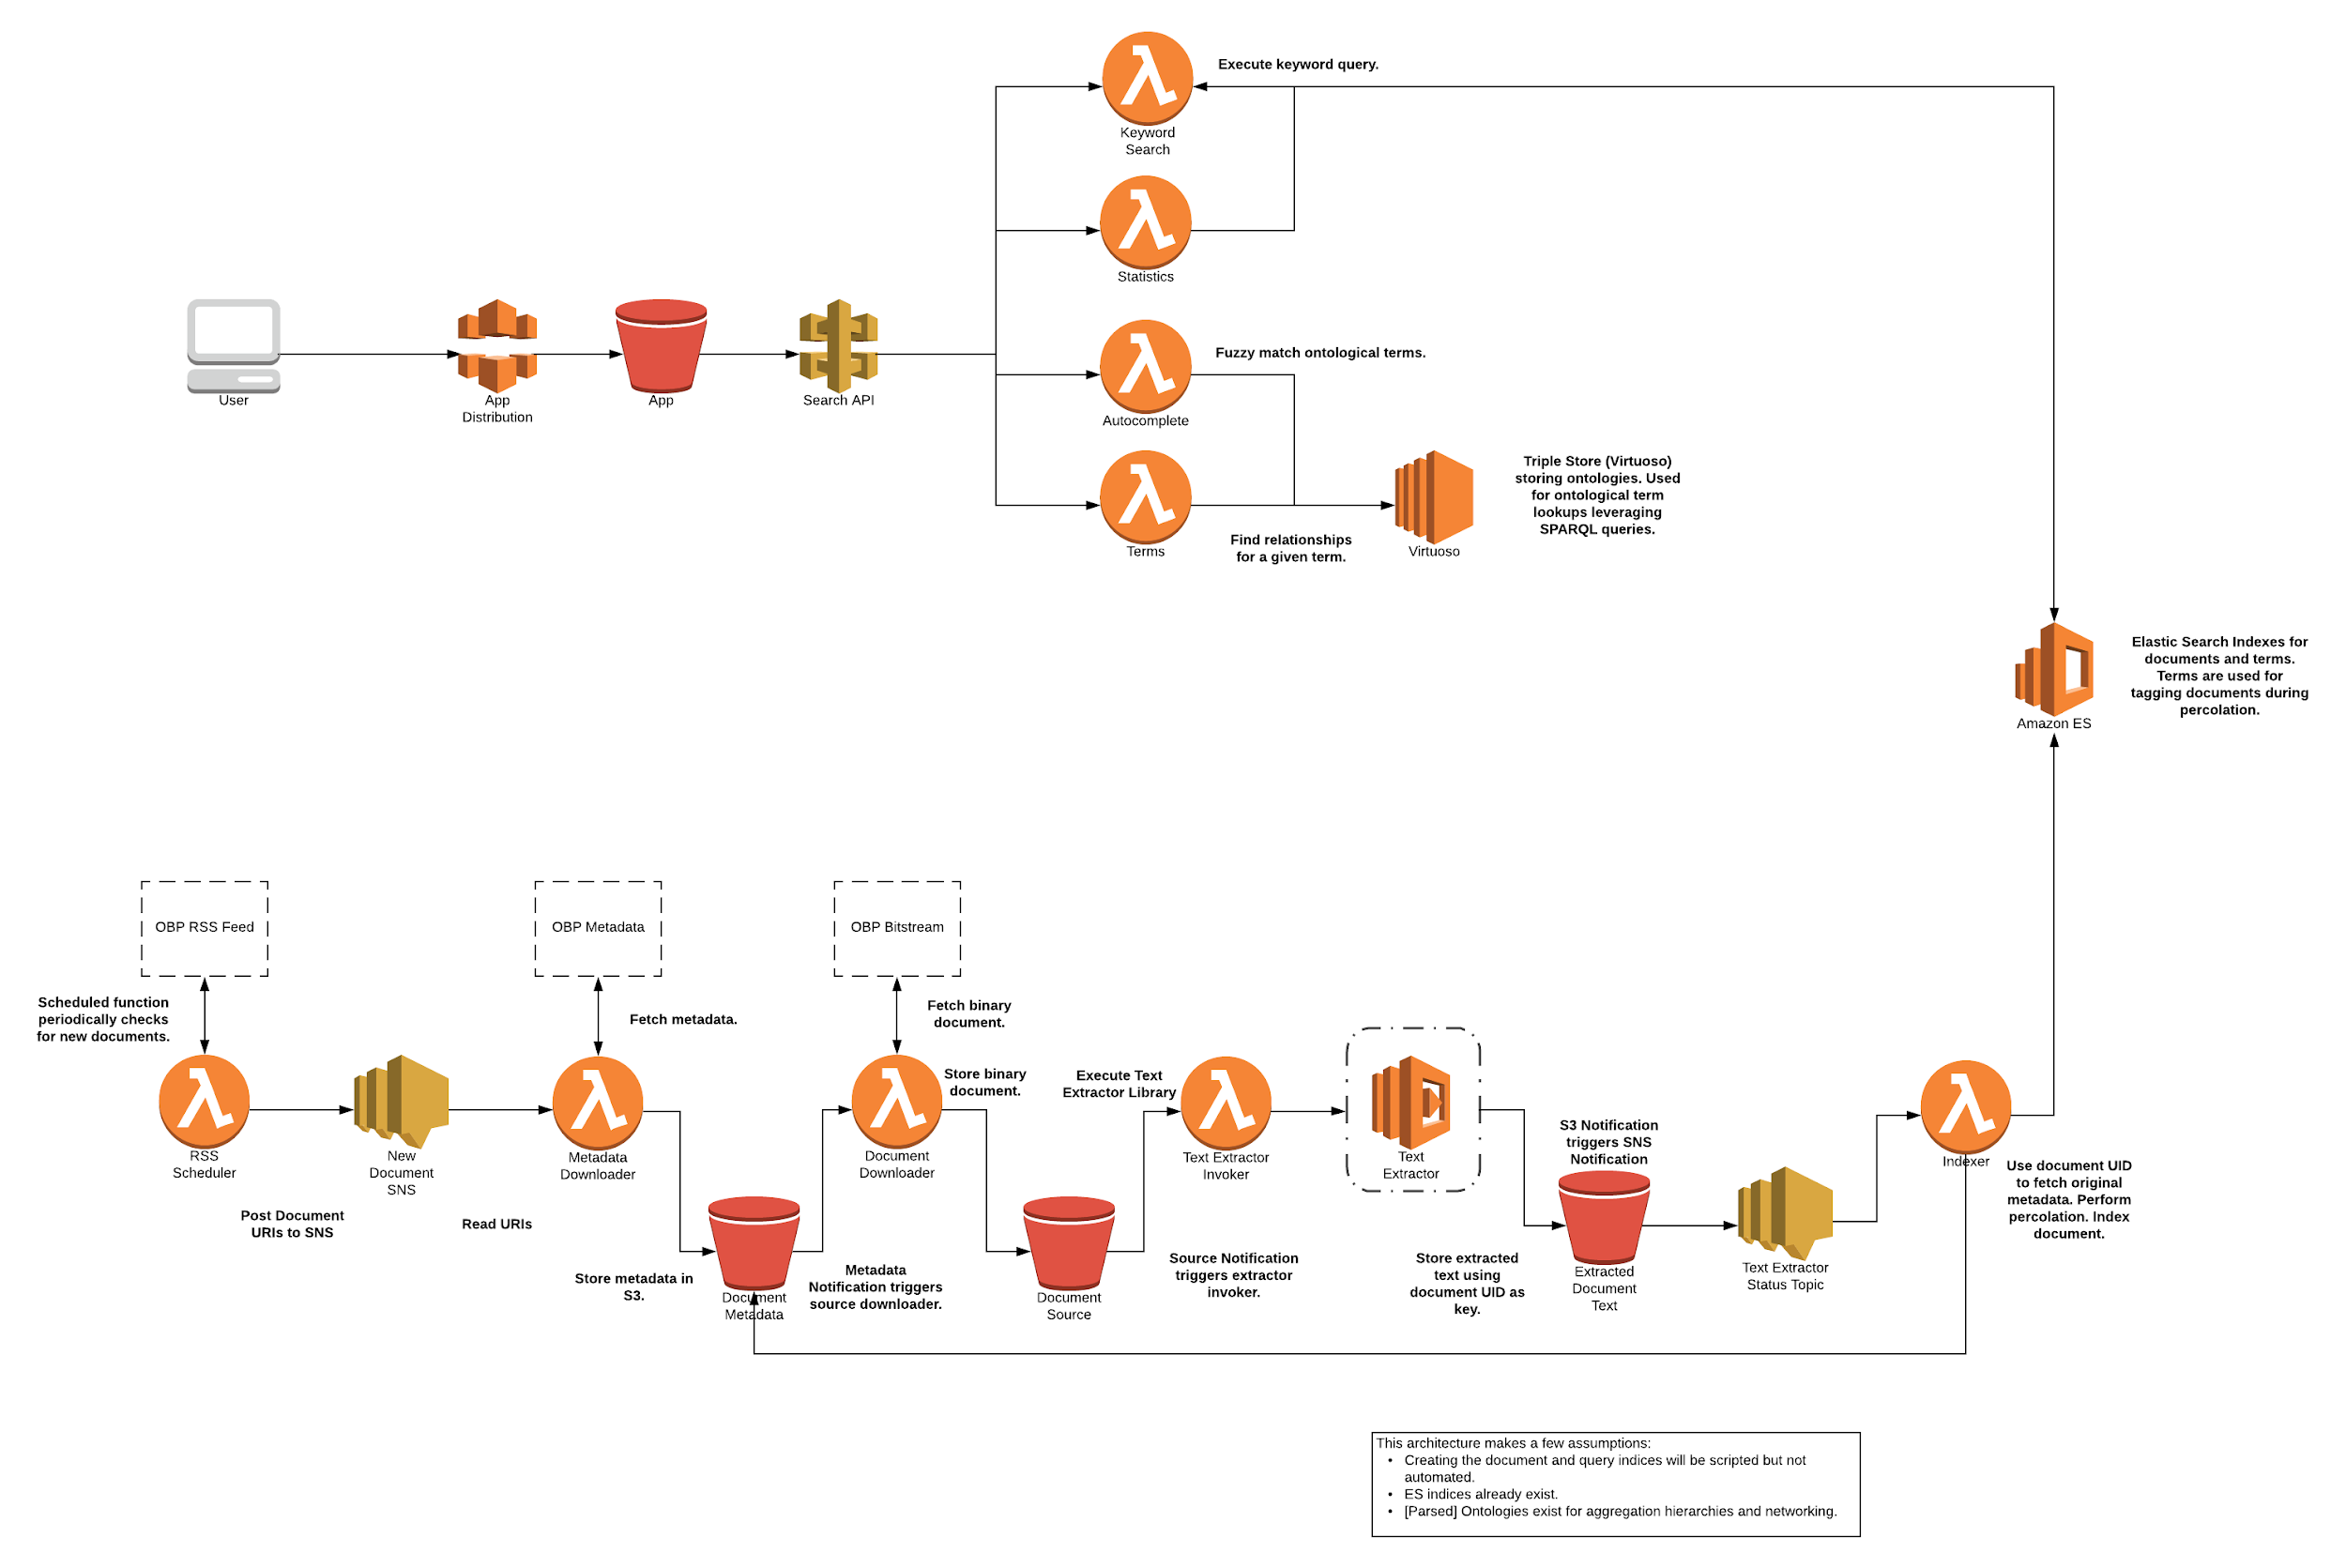 Execute keyword query.
Keyword
Search
Statistics
User
App
Distribution
App
Search API
Fuzzy match ontological terms.
Autocomplete
Terms
Find relationships
for a given term.
Virtuoso
Triple Store (Virtuoso)
storing ontologies. Used
for ontological term
lookups leveraging
SPARQL queries.
Amazon ES
Elastic Search Indexes for
documents and terms.
Terms are used for
tagging documents during
percolation.
OBP RSS Feed
OBP Metadata
OBP Bitstream
Scheduled function
periodically checks
for new documents.
Fetch metadata.
Fetch binary
document.
RSS
Scheduler
Post Document
URIs to SNS
New
Document
SNS
Read URIs
Metadata
Downloader
Store metadata in
S3.
Document
Metadata
Metadata
Notification triggers
source downloader.
Document
Downloader
Store binary
document.
Document
Source
Execute Text
Extractor Library
Source Notification
triggers extractor
invoker.
Text Extractor
Invoker
Text
Extractor
Store extracted
text using
document UID as
key.
S3 Notification
triggers SNS
Notification
Extracted
Document
Text
Text Extractor
Status Topic
Indexer
Use document UID
to fetch original
metadata. Perform
percolation. Index
document.
This architecture makes a few assumptions:
• Creating the document and query indices will be scripted but not
automated.
• ES indices already exist.
• [Parsed] Ontologies exist for aggregation hierarchies and networking.